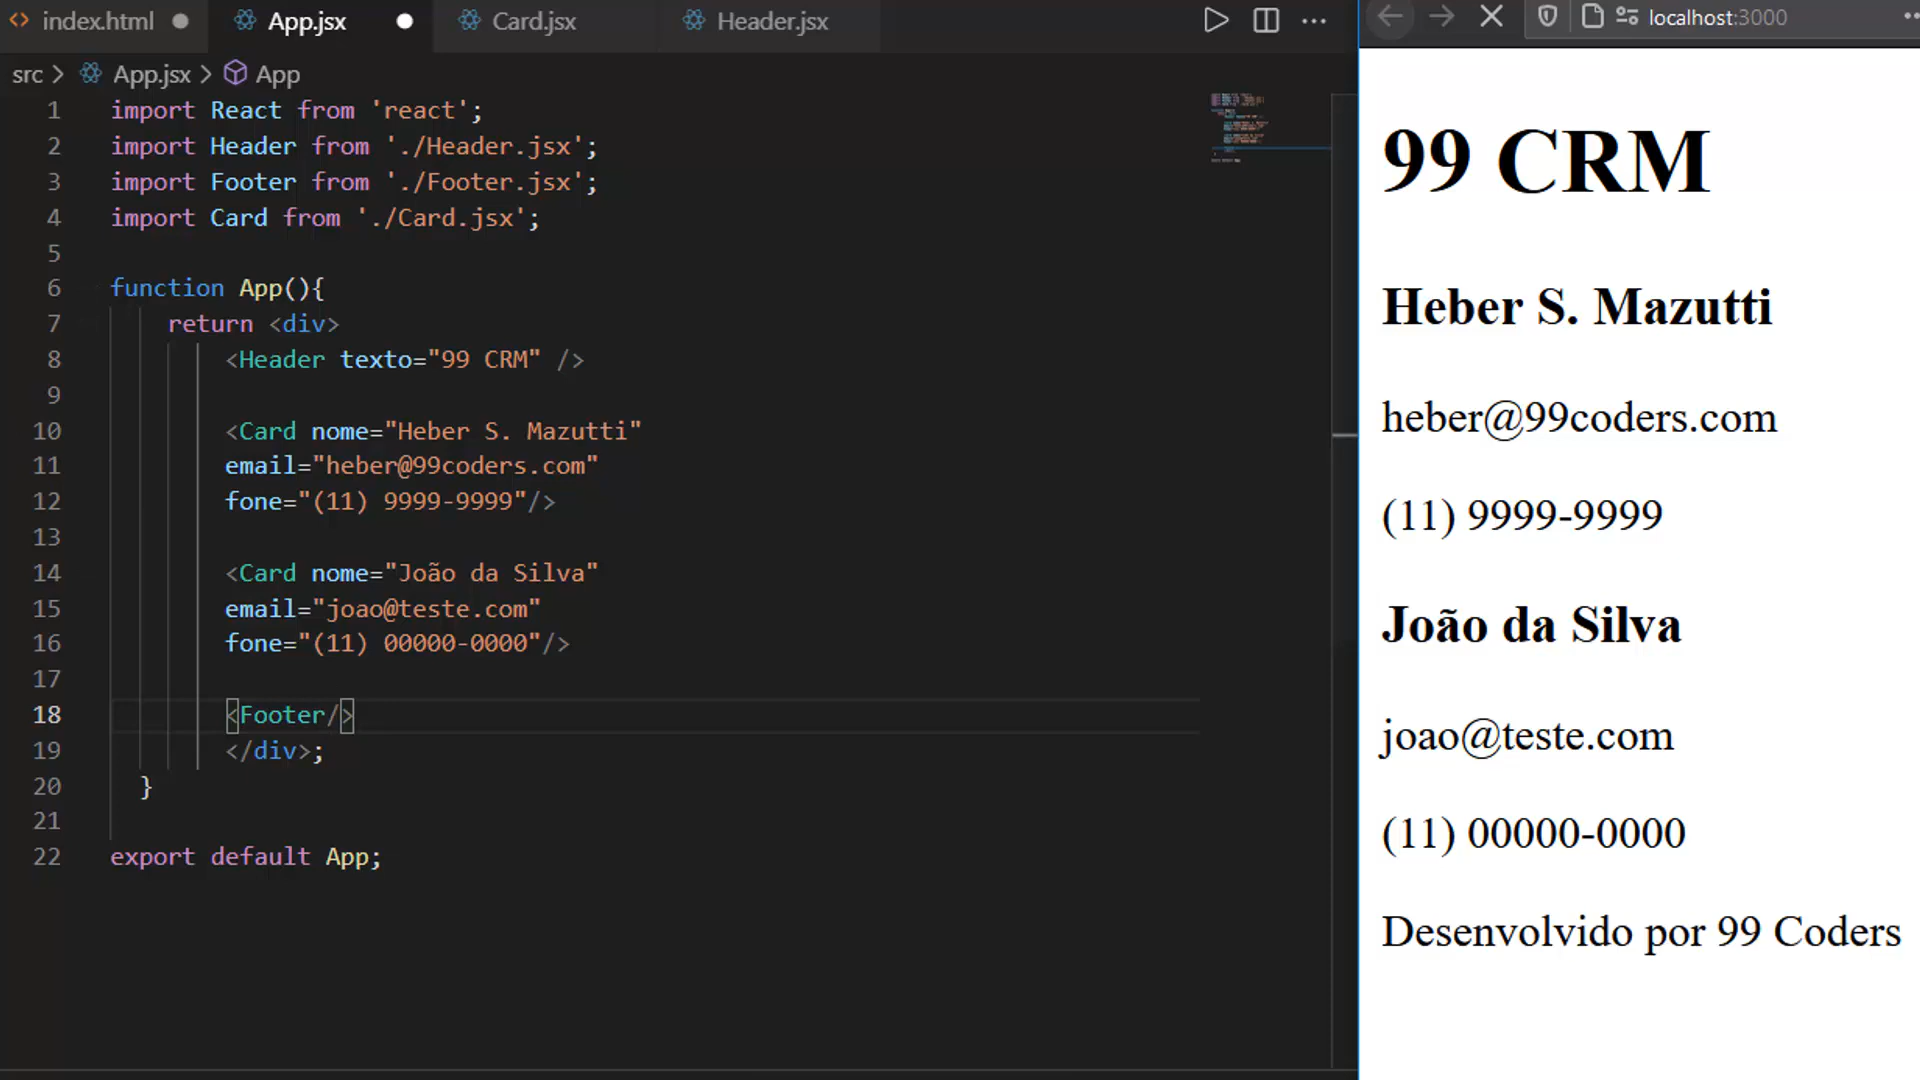 index.html
App.jsx
Card.jsx
Header.jsx
src > App.jsx > App
1 import React from 'react';
2 import Header from './Header.jsx';
3 import Footer from './Footer.jsx';
4 import Card from './Card.jsx';
5
6 function App(){
7 return <div>
8 <Header texto="99 CRM" />
9
10 <Card nome="Heber S. Mazutti"
11 email="heber@99coders.com"
12 fone="(11) 9999-9999"/>
13
14 <Card nome="João da Silva"
15 email="joao@teste.com"
16 fone="(11) 00000-0000"/>
17
18 <Footer/>
19 </div>;
20 }
21
22 export default App;
localhost:3000
99 CRM
Heber S. Mazutti
heber@99coders.com
(11) 9999-9999
João da Silva
joao@teste.com
(11) 00000-0000
Desenvolvido por 99 Coders